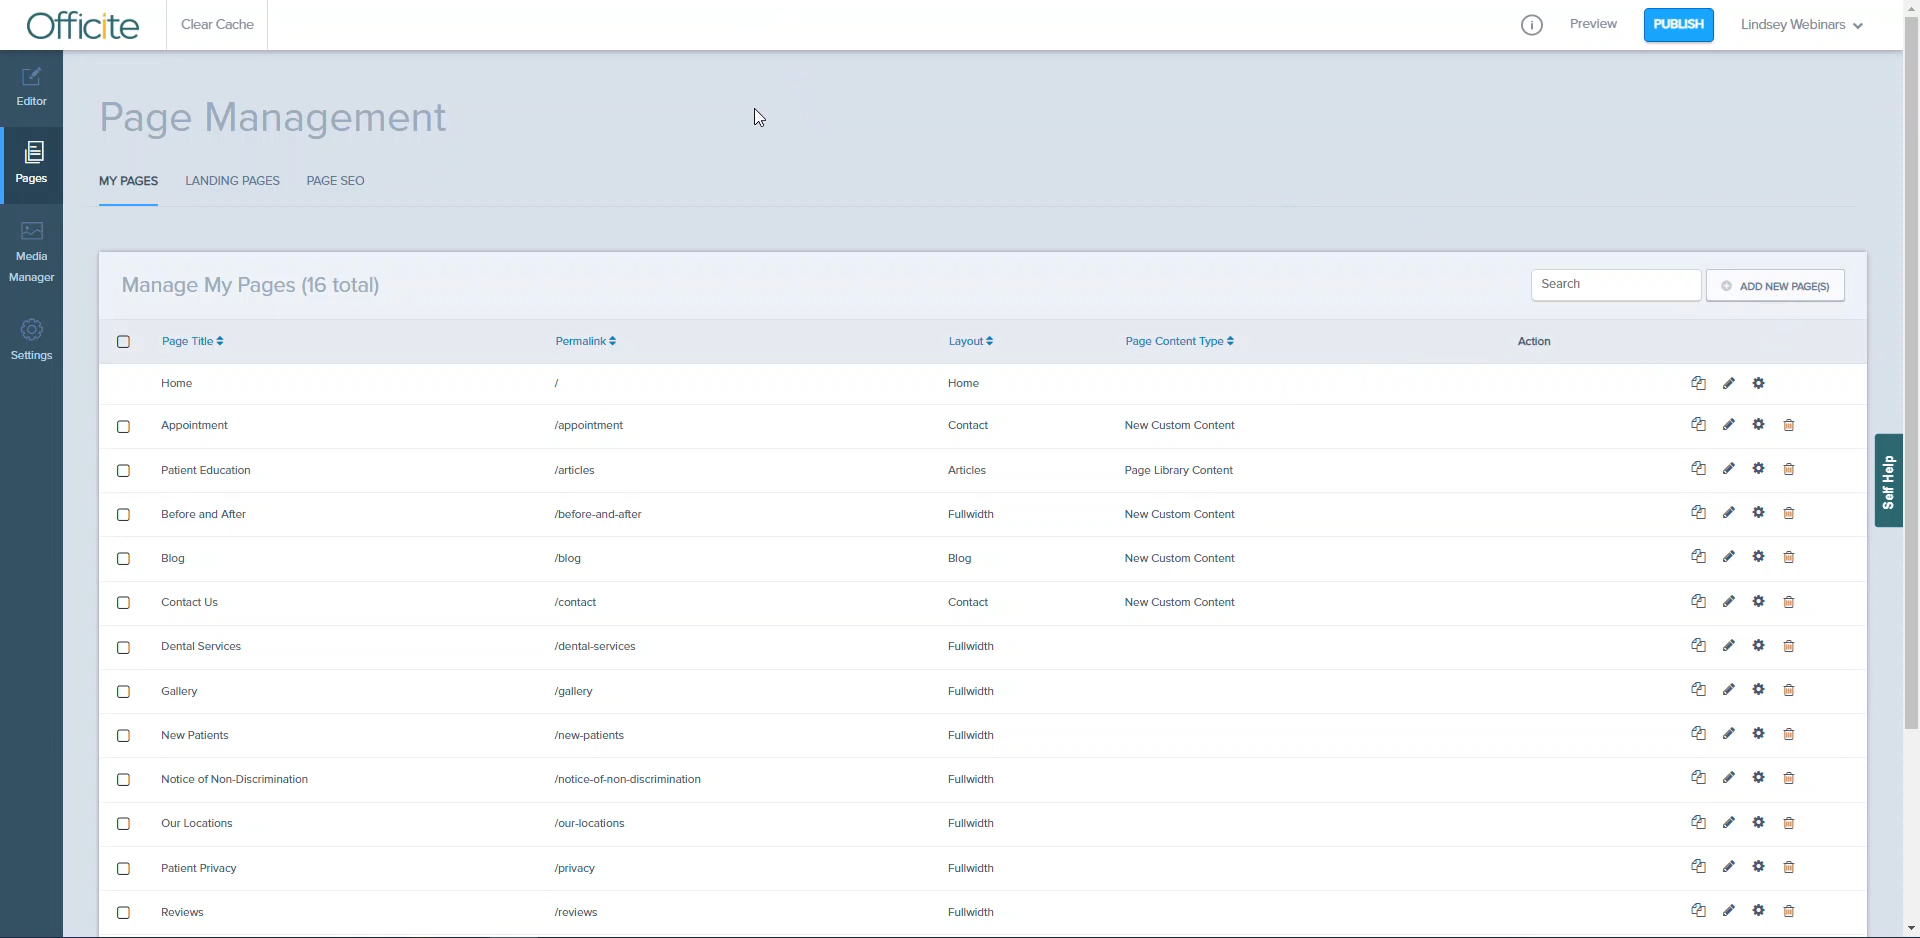 Officite
Clear Cache
Preview
PUBLISH
Lindsey Webinars
Editor
Pages
Media
Manager
Settings
Page Management
MY PAGES
LANDING PAGES
PAGE SEO
Manage My Pages (16 total)
Search
ADD NEW PAGE(S)
Page Title Permalink Layout Page Content Type Action
Home / Home
Appointment /appointment Contact New Custom Content
Patient Education /articles Articles Page Library Content
Before and After /before-and-after Fullwidth New Custom Content
Blog /blog Blog New Custom Content
Contact Us /contact Contact New Custom Content
Dental Services /dental-services Fullwidth
Gallery /gallery Fullwidth
New Patients /new-patients Fullwidth
Notice of Non-Discrimination /notice-of-non-discrimination Fullwidth
Our Locations /our-locations Fullwidth
Patient Privacy /privacy Fullwidth
Reviews /reviews Fullwidth
Self Help